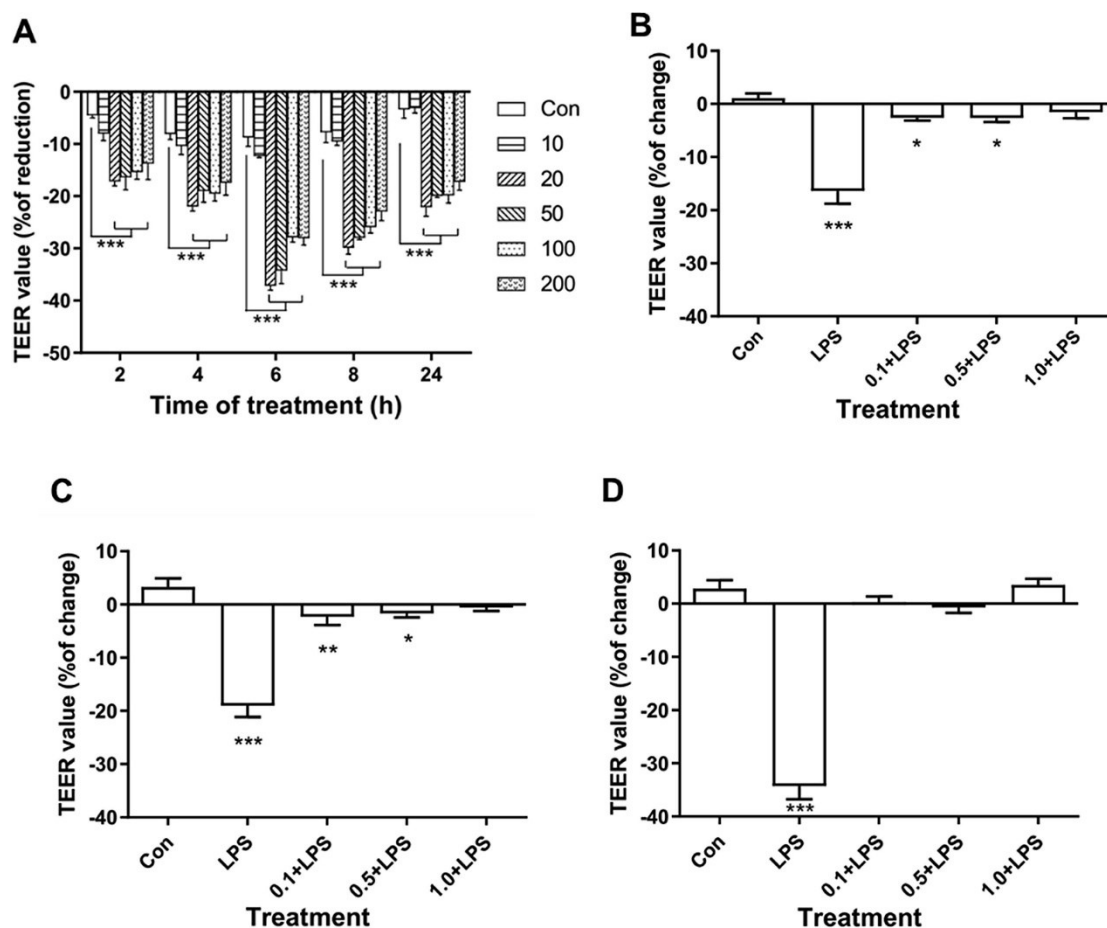 A
TEER value (%of reduction)
0
-10
-20
-30
-40
-50
***
***
***
***
***
2
4
6
8
24
Time of treatment (h)
Con
10
20
50
100
200
B
TEER value (%of change)
10
0
-10
-20
-30
-40
***
*
*
Con
LPS
0.1+LPS
0.5+LPS
1.0+LPS
Treatment
C
TEER value (%of change)
10
0
-10
-20
-30
-40
***
**
*
Con
LPS
0.1+LPS
0.5+LPS
1.0+LPS
Treatment
D
TEER value (%of change)
10
0
-10
-20
-30
-40
***
Con
LPS
0.1+LPS
0.5+LPS
1.0+LPS
Treatment